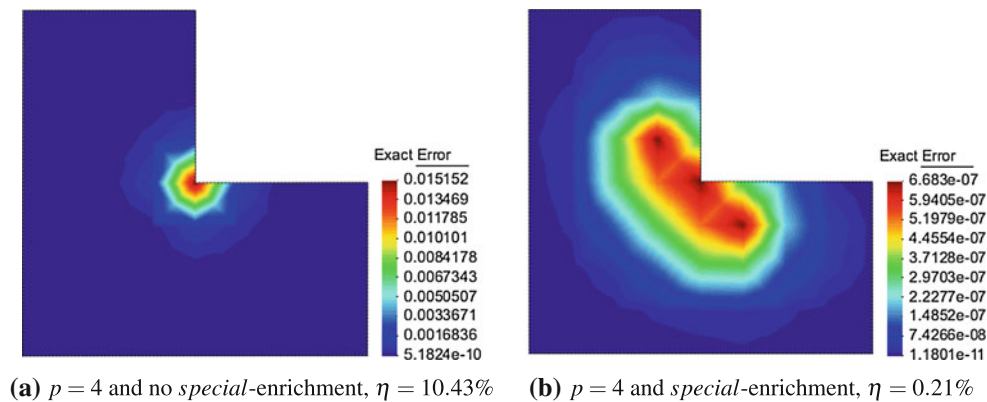 Exact Error
0.015152
0.013469
0.011785
0.010101
0.0084178
0.0067343
0.0050507
0.0033671
0.0016836
5.1824e-10
Exact Error
6.683e-07
5.9405e-07
5.1979e-07
4.4554e-07
3.7128e-07
2.9703e-07
2.2277e-07
1.4852e-07
7.4266e-08
1.1801e-11
(a) p = 4 and no special-enrichment, η = 10.43%
(b) p = 4 and special-enrichment, η = 0.21%